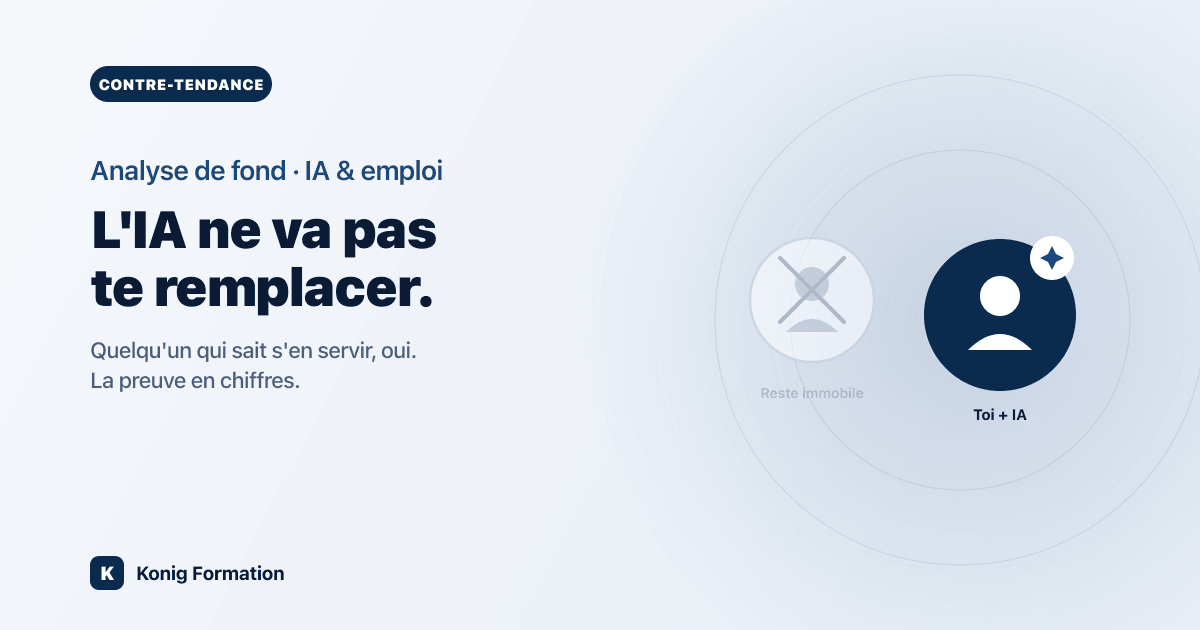 CONTRE-TENDANCE
Analyse de fond · IA & emploi
L'IA ne va pas
te remplacer.
Quelqu'un qui sait s'en servir, oui.
La preuve en chiffres.
Reste immobile
Toi + IA
K Konig Formation